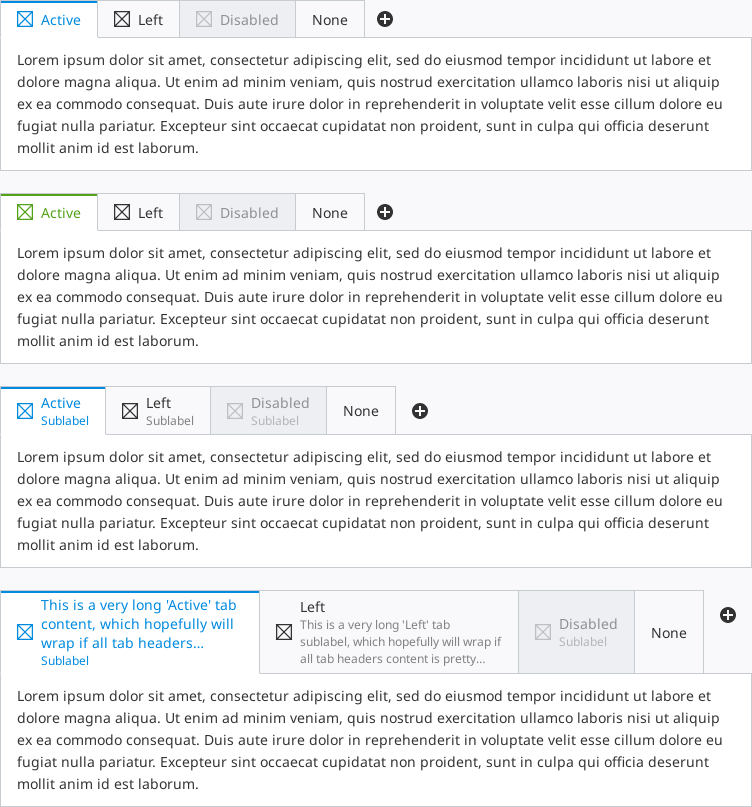 Active Left Disabled None
Lorem ipsum dolor sit amet, consectetur adipiscing elit, sed do eiusmod tempor incididunt ut labore et
dolore magna aliqua. Ut enim ad minim veniam, quis nostrud exercitation ullamco laboris nisi ut aliquip
ex ea commodo consequat. Duis aute irure dolor in reprehenderit in voluptate velit esse cillum dolore eu
fugiat nulla pariatur. Excepteur sint occaecat cupidatat non proident, sunt in culpa qui officia deserunt
mollit anim id est laborum.
Active Left Disabled None
Lorem ipsum dolor sit amet, consectetur adipiscing elit, sed do eiusmod tempor incididunt ut labore et
dolore magna aliqua. Ut enim ad minim veniam, quis nostrud exercitation ullamco laboris nisi ut aliquip
ex ea commodo consequat. Duis aute irure dolor in reprehenderit in voluptate velit esse cillum dolore eu
fugiat nulla pariatur. Excepteur sint occaecat cupidatat non proident, sunt in culpa qui officia deserunt
mollit anim id est laborum.
Active
Sublabel
Left
Sublabel
Disabled
Sublabel
None
Lorem ipsum dolor sit amet, consectetur adipiscing elit, sed do eiusmod tempor incididunt ut labore et
dolore magna aliqua. Ut enim ad minim veniam, quis nostrud exercitation ullamco laboris nisi ut aliquip
ex ea commodo consequat. Duis aute irure dolor in reprehenderit in voluptate velit esse cillum dolore eu
fugiat nulla pariatur. Excepteur sint occaecat cupidatat non proident, sunt in culpa qui officia deserunt
mollit anim id est laborum.
This is a very long 'Active' tab
content, which hopefully will
wrap if all tab headers...
Sublabel
Left
This is a very long 'Left' tab
sublabel, which hopefully will wrap if
all tab headers content is pretty...
Disabled
Sublabel
None
Lorem ipsum dolor sit amet, consectetur adipiscing elit, sed do eiusmod tempor incididunt ut labore et
dolore magna aliqua. Ut enim ad minim veniam, quis nostrud exercitation ullamco laboris nisi ut aliquip
ex ea commodo consequat. Duis aute irure dolor in reprehenderit in voluptate velit esse cillum dolore eu
fugiat nulla pariatur. Excepteur sint occaecat cupidatat non proident, sunt in culpa qui officia deserunt
mollit anim id est laborum.